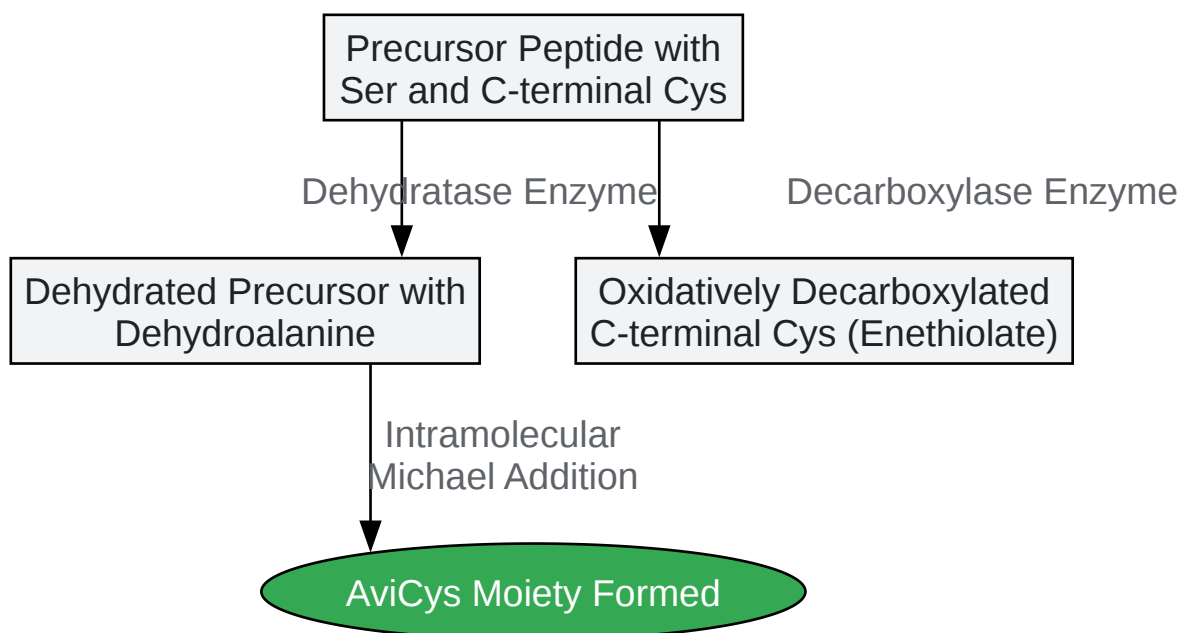 Precursor Peptide with
Ser and C-terminal Cys
Dehydratase Enzyme
Decarboxylase Enzyme
Dehydrated Precursor with
Dehydroalanine
Oxidatively Decarboxylated
C-terminal Cys (Enethiolate)
Intramolecular
Michael Addition
AviCys Moiety Formed